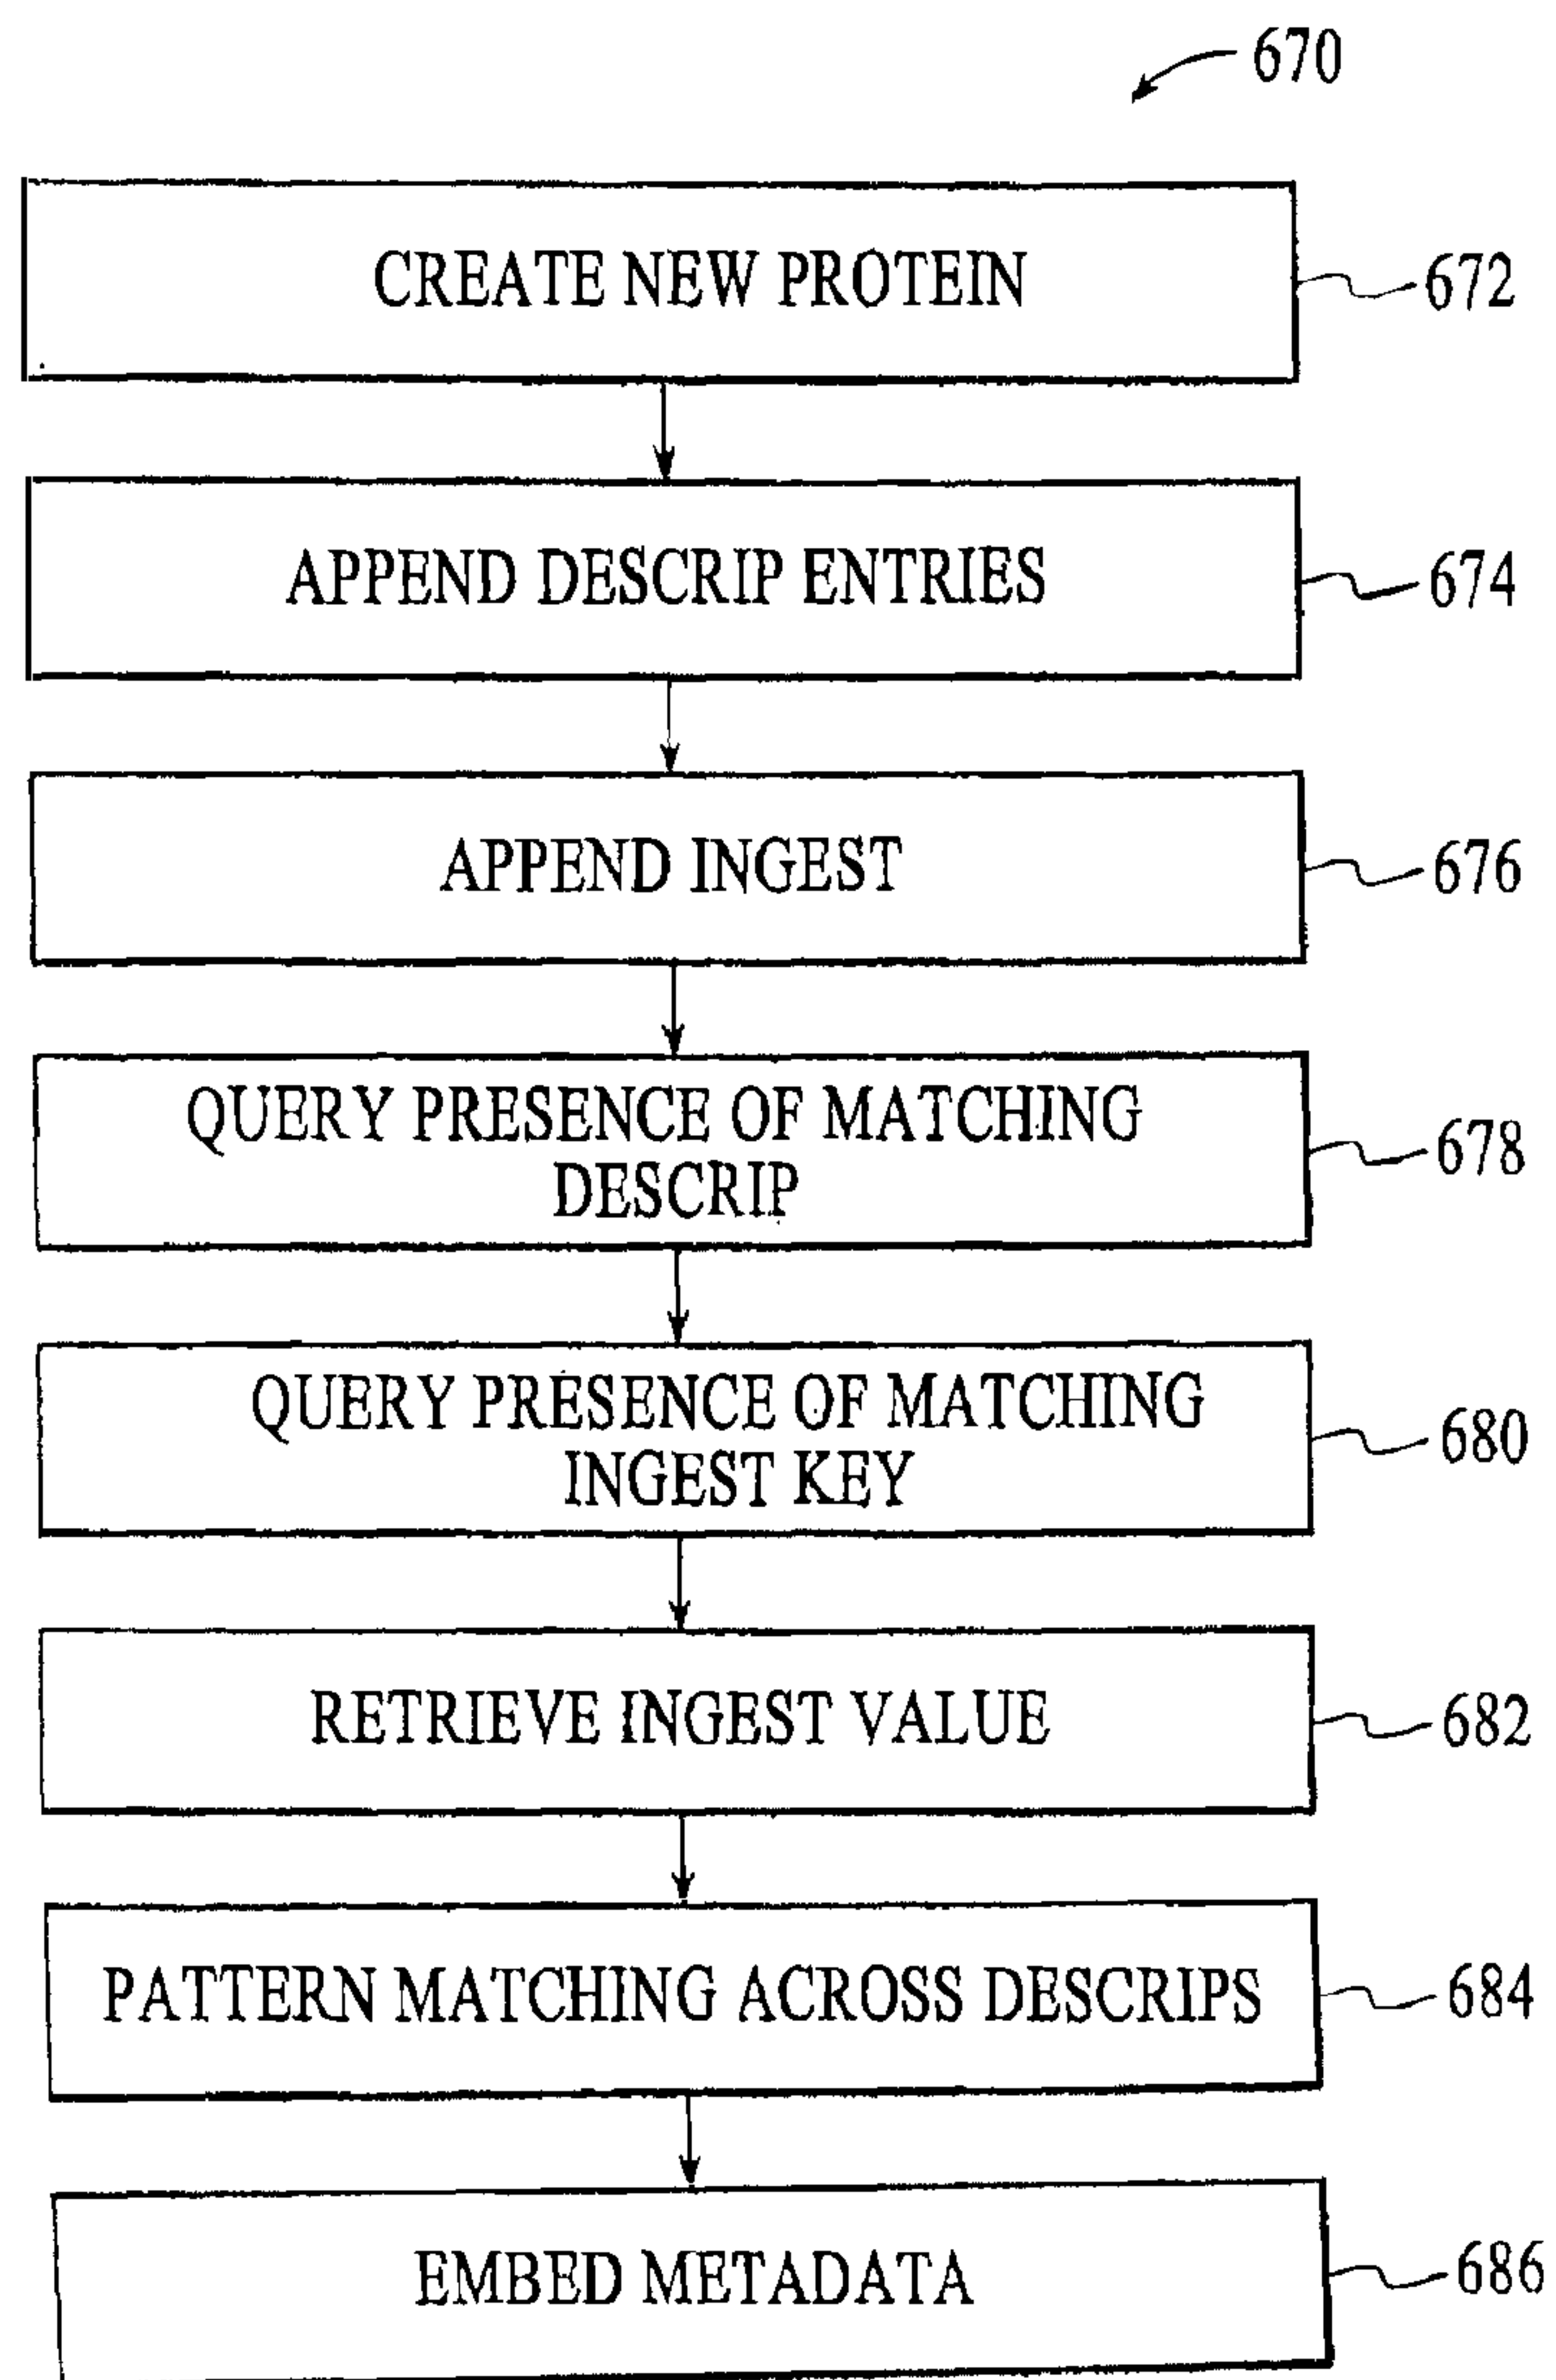 670
CREATE NEW PROTEIN
672
APPEND DESCRIP ENTRIES
674
APPEND INGEST
676
QUERY PRESENCE OF MATCHING
DESCRIP
678
QUERY PRESENCE OF MATCHING
INGEST KEY
680
RETRIEVE INGEST VALUE
682
PATTERN MATCHING ACROSS DESCRIPS
684
EMBED METADATA
686